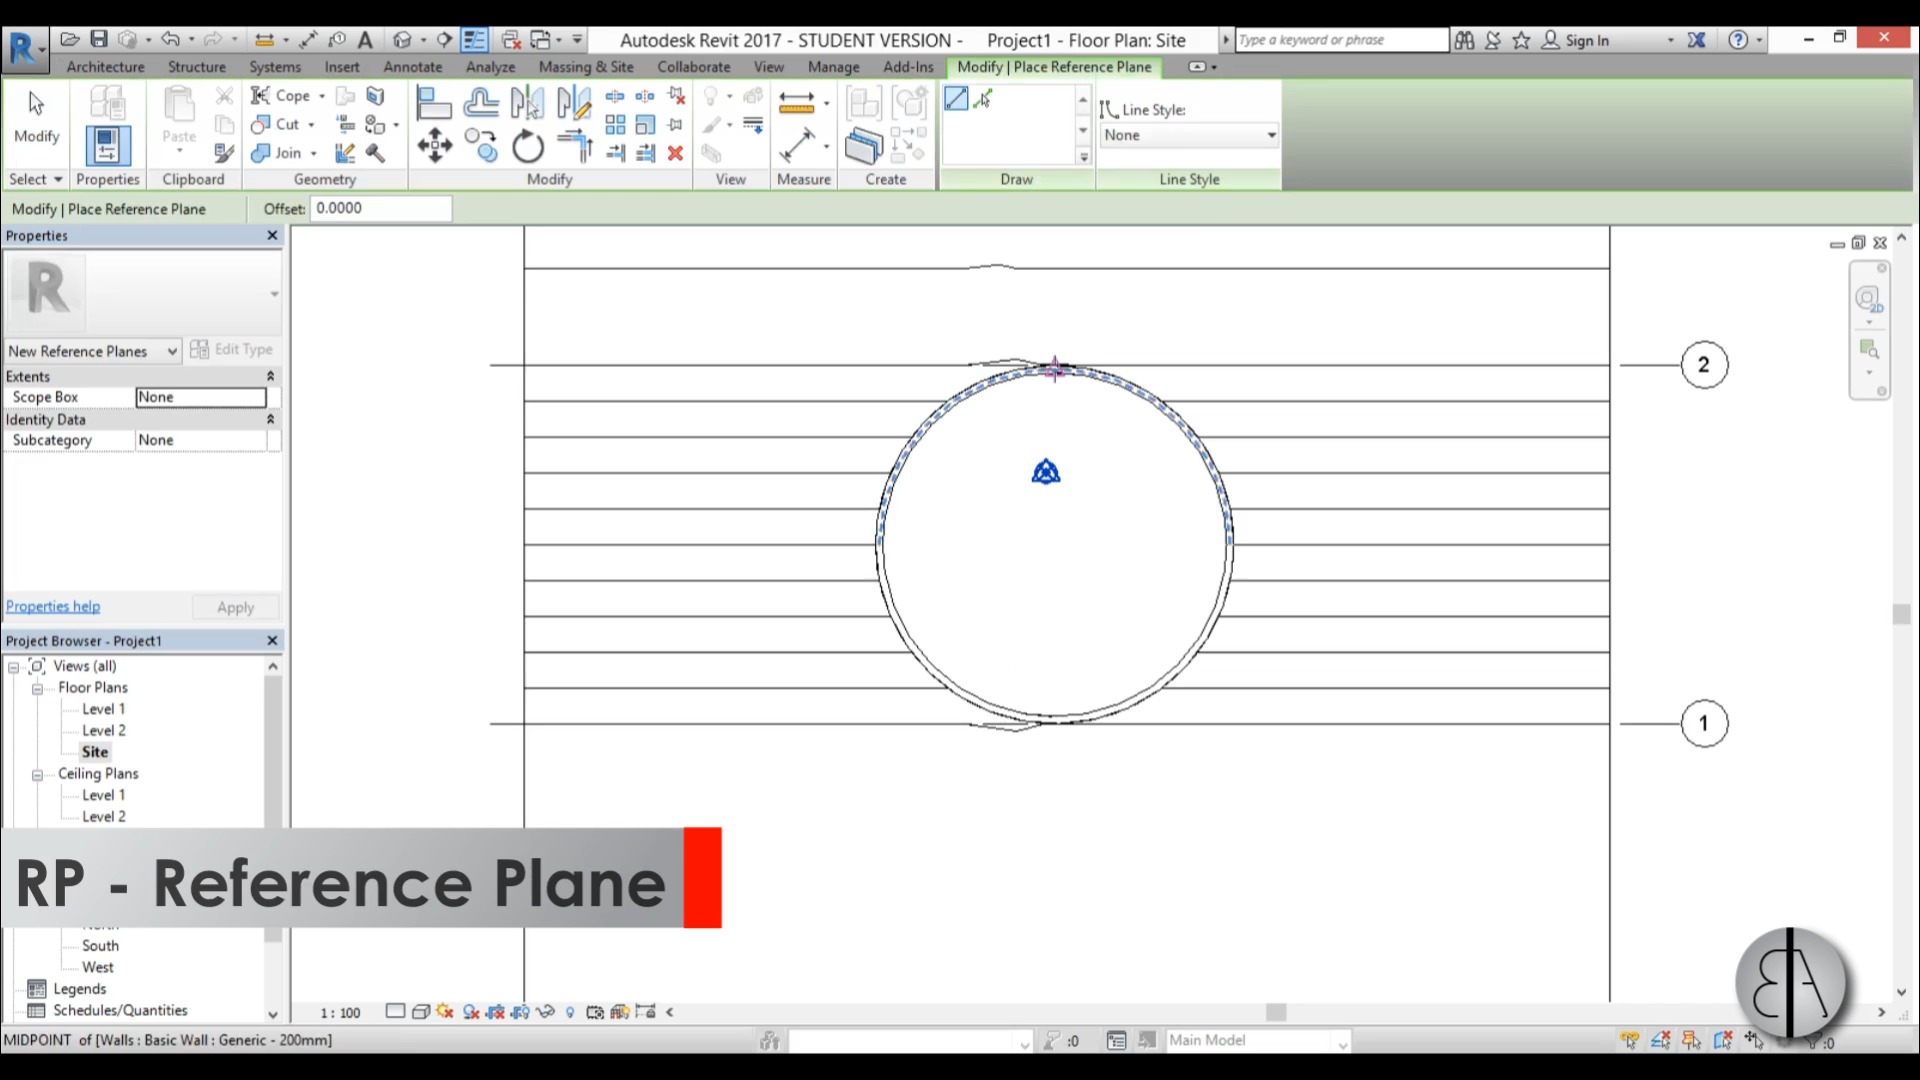 Autodesk Revit 2017 - STUDENT VERSION - Project1 - Floor Plan: Site
Type a keyword or phrase
Sign In
Architecture Structure Systems Insert Annotate Analyze Massing & Site Collaborate View Manage Add-Ins Modify | Place Reference Plane
Modify
Paste
Cope
Cut
Join
Line Style:
None
Select Properties Clipboard Geometry Modify View Measure Create Draw Line Style
Modify | Place Reference Plane Offset: 0.0000
Properties
R
New Reference Planes Edit Type
Extents
Scope Box None
Identity Data
Subcategory None
Properties help Apply
Project Browser - Project1
Views (all)
Floor Plans
Level 1
Level 2
Site
Ceiling Plans
Level 1
Level 2
RP - Reference Plane
South
West
Legends
Schedules/Quantities
2D
2
1
1 : 100
MIDPOINT of [Walls : Basic Wall : Generic - 200mm]
:0
Main Model
:0